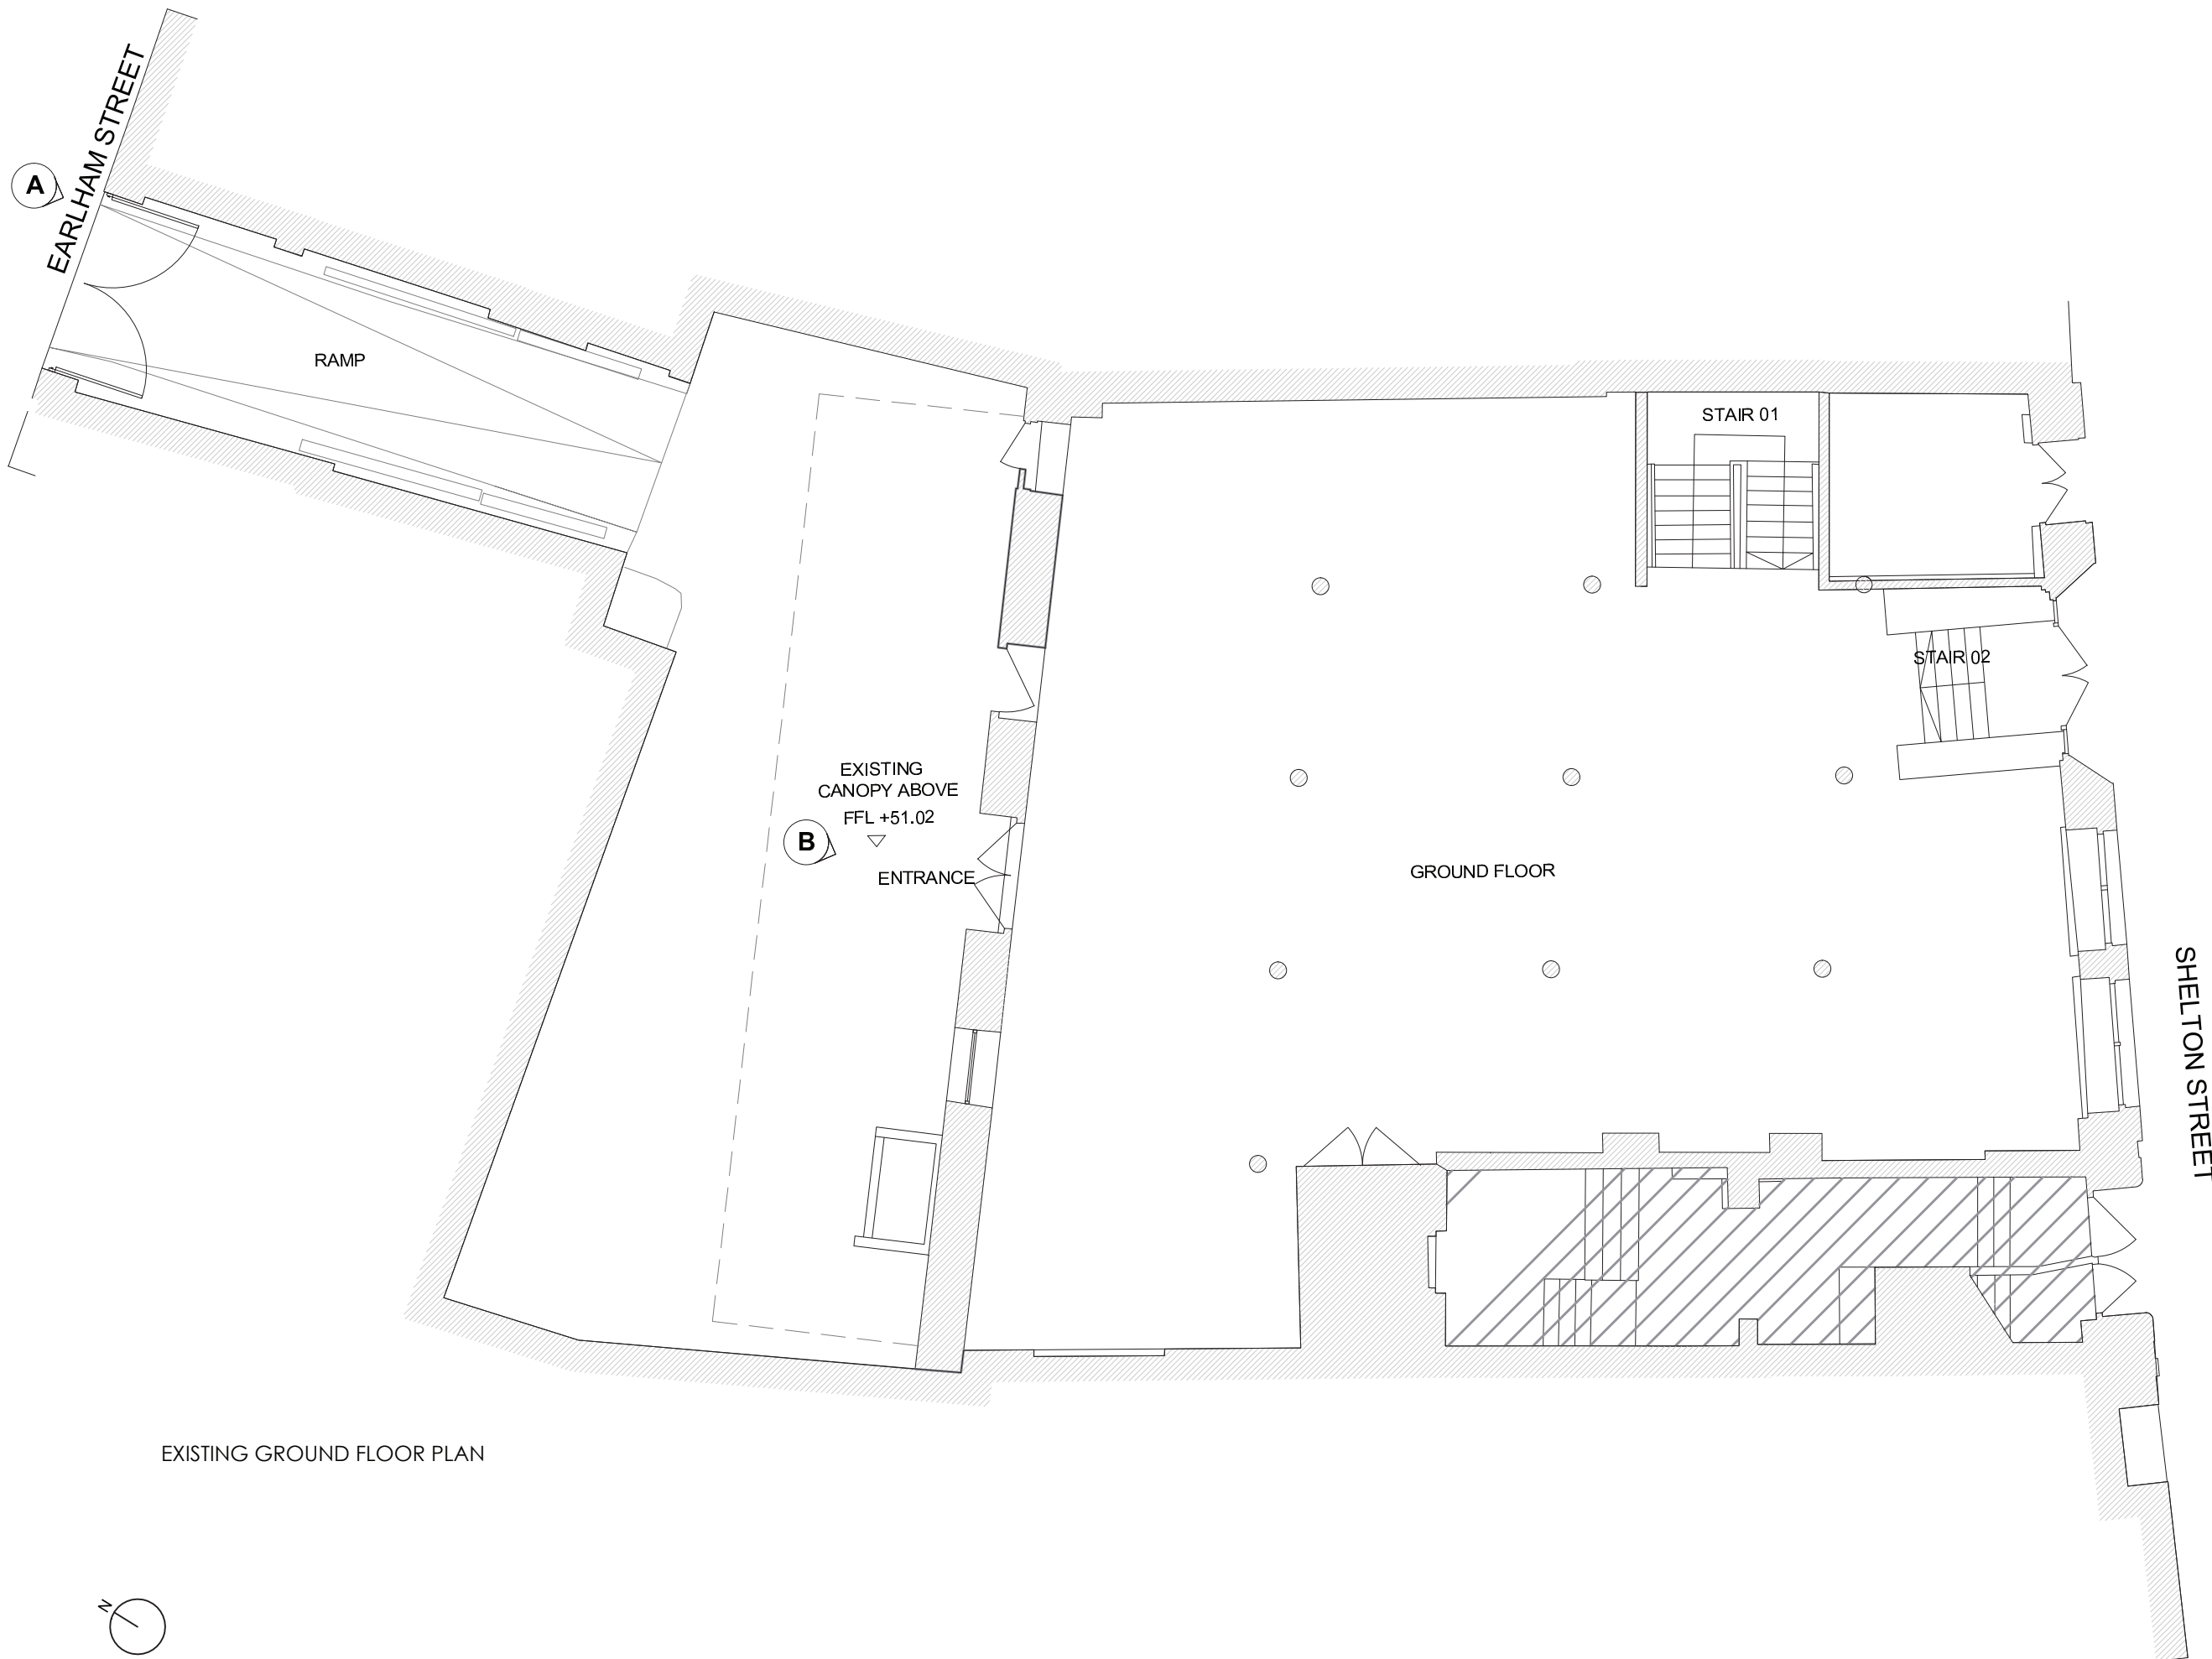 EARLHAM STREET
A
RAMP
STAIR 01
STAIR 02
EXISTING
CANOPY ABOVE
FFL +51.02
B
ENTRANCE
GROUND FLOOR
SHELTON STREET
EXISTING GROUND FLOOR PLAN
N